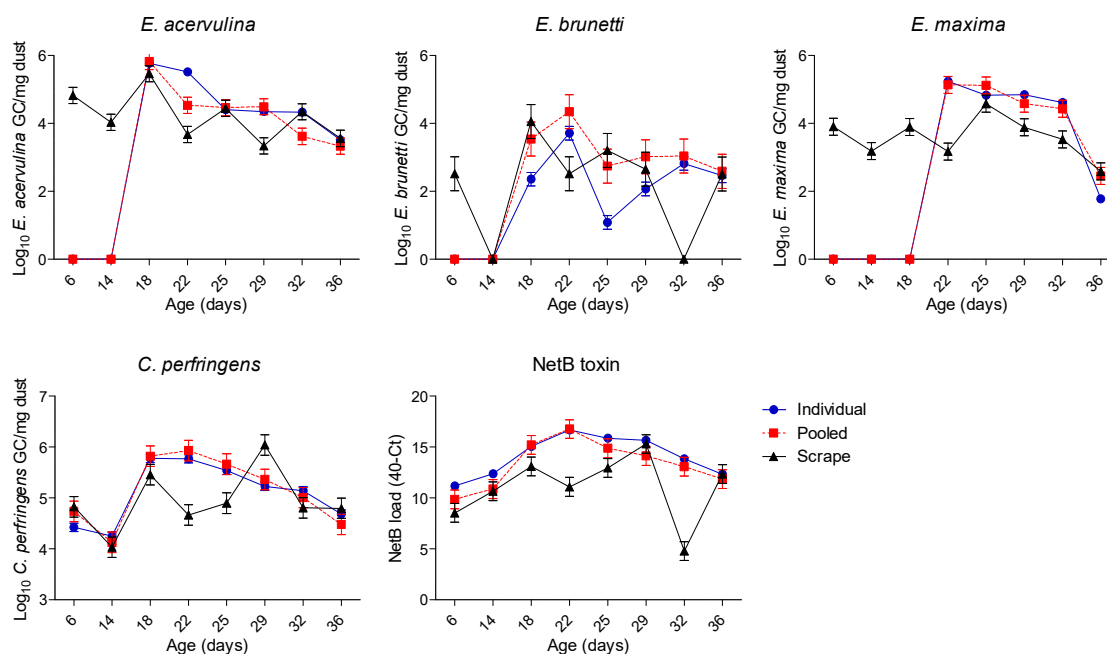 E. acervulina
Log10 E. acervulina GC/mg dust
6
4
2
0
6 14 18 22 25 29 32 36
Age (days)
E. brunetti
Log10 E. brunetti GC/mg dust
6
4
2
0
6 14 18 22 25 29 32 36
Age (days)
E. maxima
Log10 E. maxima GC/mg dust
6
4
2
0
6 14 18 22 25 29 32 36
Age (days)
C. perfringens
Log10 C. perfringens GC/mg dust
7
6
5
4
3
6 14 18 22 25 29 32 36
Age (days)
NetB toxin
NetB load (40-Ct)
20
15
10
5
0
6 14 18 22 25 29 32 36
Age (days)
Individual
Pooled
Scrape